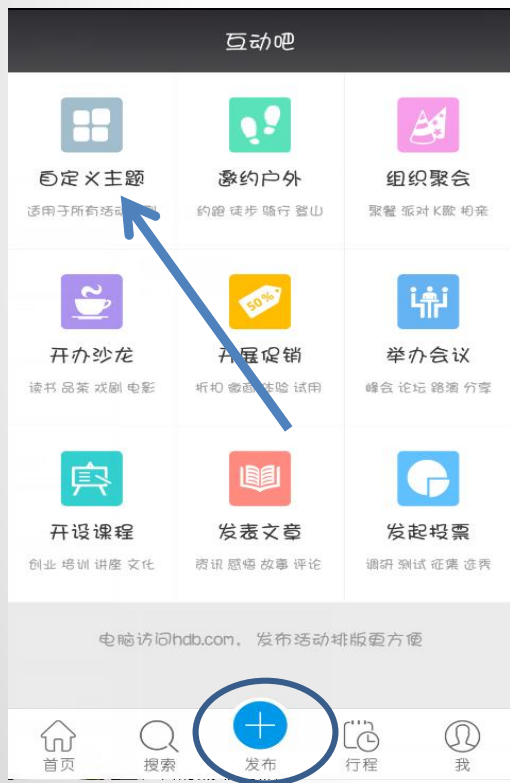 互动吧
自定义主题 邀约户外 组织聚会
适用于所有活动 约跑 徒步 骑行 登山 聚餐 派对 K歌 相亲
50%
开办沙龙 开展促销 举办会议
读书 品茶 戏剧 电影 折扣 体验 试用 峰会 论坛 路演 分享
开设课程 发表文章 发起投票
创业 培训 讲座 文化 资讯 感悟 故事 评论 调研 测试 征集 选秀
电脑访问hdb.com，发布活动排版更方便
首页 搜索 发布 行程 我